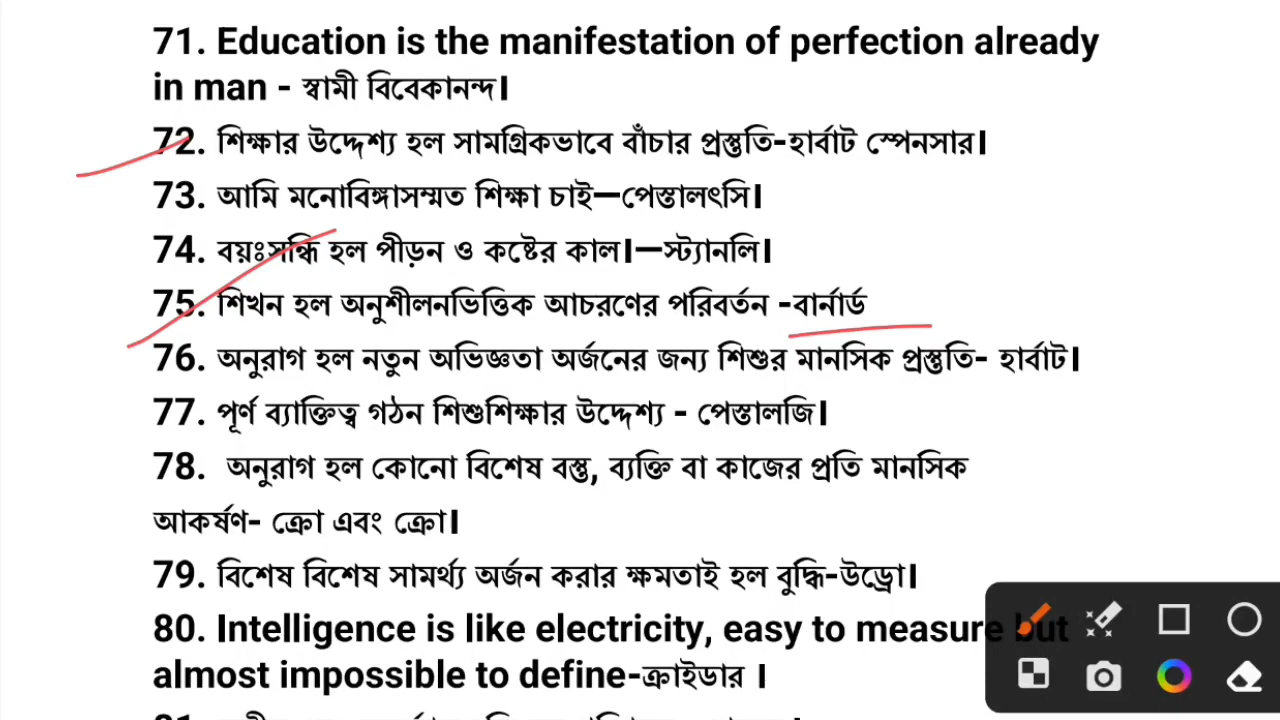 71. Education is the manifestation of perfection already
in man - স্বামী বিবেকানন্দ।
72. শিক্ষার উদ্দেশ্য হল সামগ্রিকভাবে বাঁচার প্রস্তুতি-হার্বাট স্পেনসার।
73. আমি মনোবিঙ্গাসম্মত শিক্ষা চাই—পেস্তালৎসি।
74. বয়ঃসন্ধি হল পীড়ন ও কষ্টের কাল।—স্ট্যানলি।
75. শিখন হল অনুশীলনভিত্তিক আচরণের পরিবর্তন -বার্নার্ড
76. অনুরাগ হল নতুন অভিজ্ঞতা অর্জনের জন্য শিশুর মানসিক প্রস্তুতি- হার্বাট।
77. পূর্ণ ব্যাক্তিত্ব গঠন শিশুশিক্ষার উদ্দেশ্য - পেস্তালজি।
78. অনুরাগ হল কোনো বিশেষ বস্তু, ব্যক্তি বা কাজের প্রতি মানসিক
আকর্ষণ- ক্রো এবং ক্রো।
79. বিশেষ বিশেষ সামর্থ্য অর্জন করার ক্ষমতাই হল বুদ্ধি-উড্রো।
80. Intelligence is like electricity, easy to measure but
almost impossible to define-ক্রাইডার ।